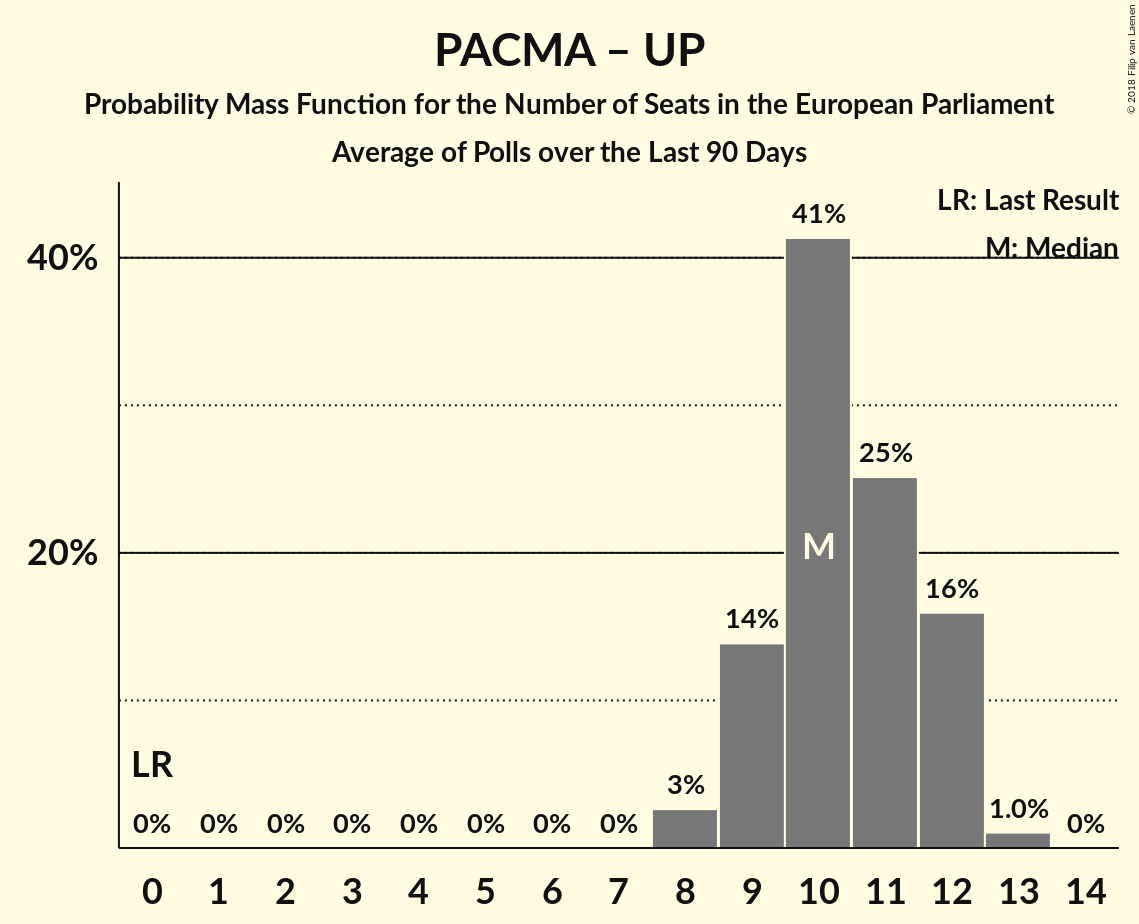 PACMA – UP
Probability Mass Function for the Number of Seats in the European Parliament
Average of Polls over the Last 90 Days
© 2018 Filip van Laenen
LR: Last Result
M: Median
40%
20%
41%
25%
M
16%
14%
LR
3%
1.0%
0% 0% 0% 0% 0% 0% 0% 0% 0%
0 1 2 3 4 5 6 7 8 9 10 11 12 13 14